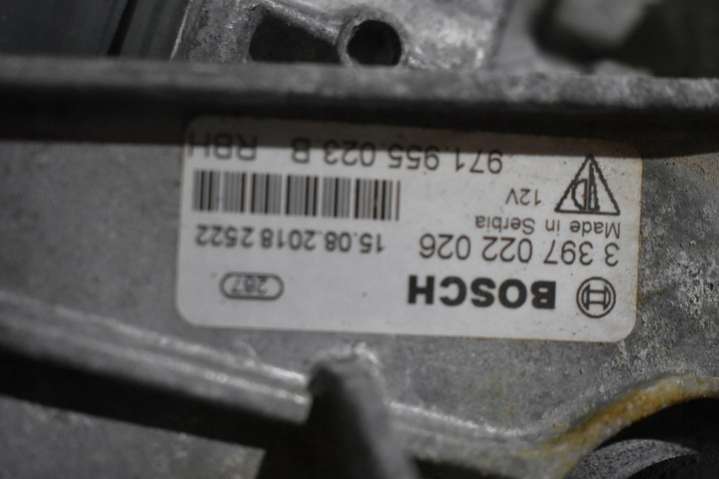 BOSCH 267
3 397 022 026 15.08.2018 2522
Made in Serbia
12V
971.955 023 B RBH